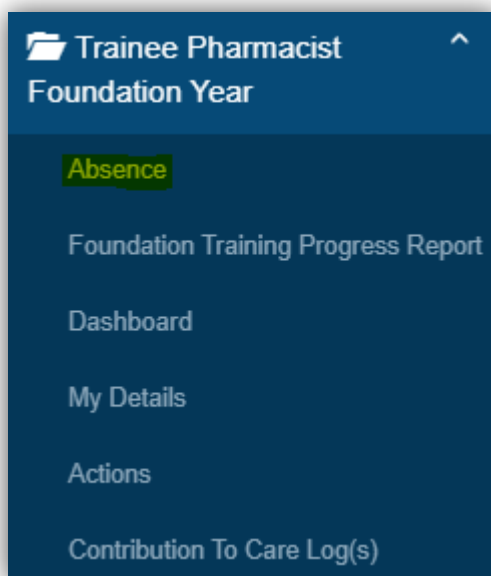 Trainee Pharmacist
Foundation Year
Absence
Foundation Training Progress Report
Dashboard
My Details
Actions
Contribution To Care Log(s)